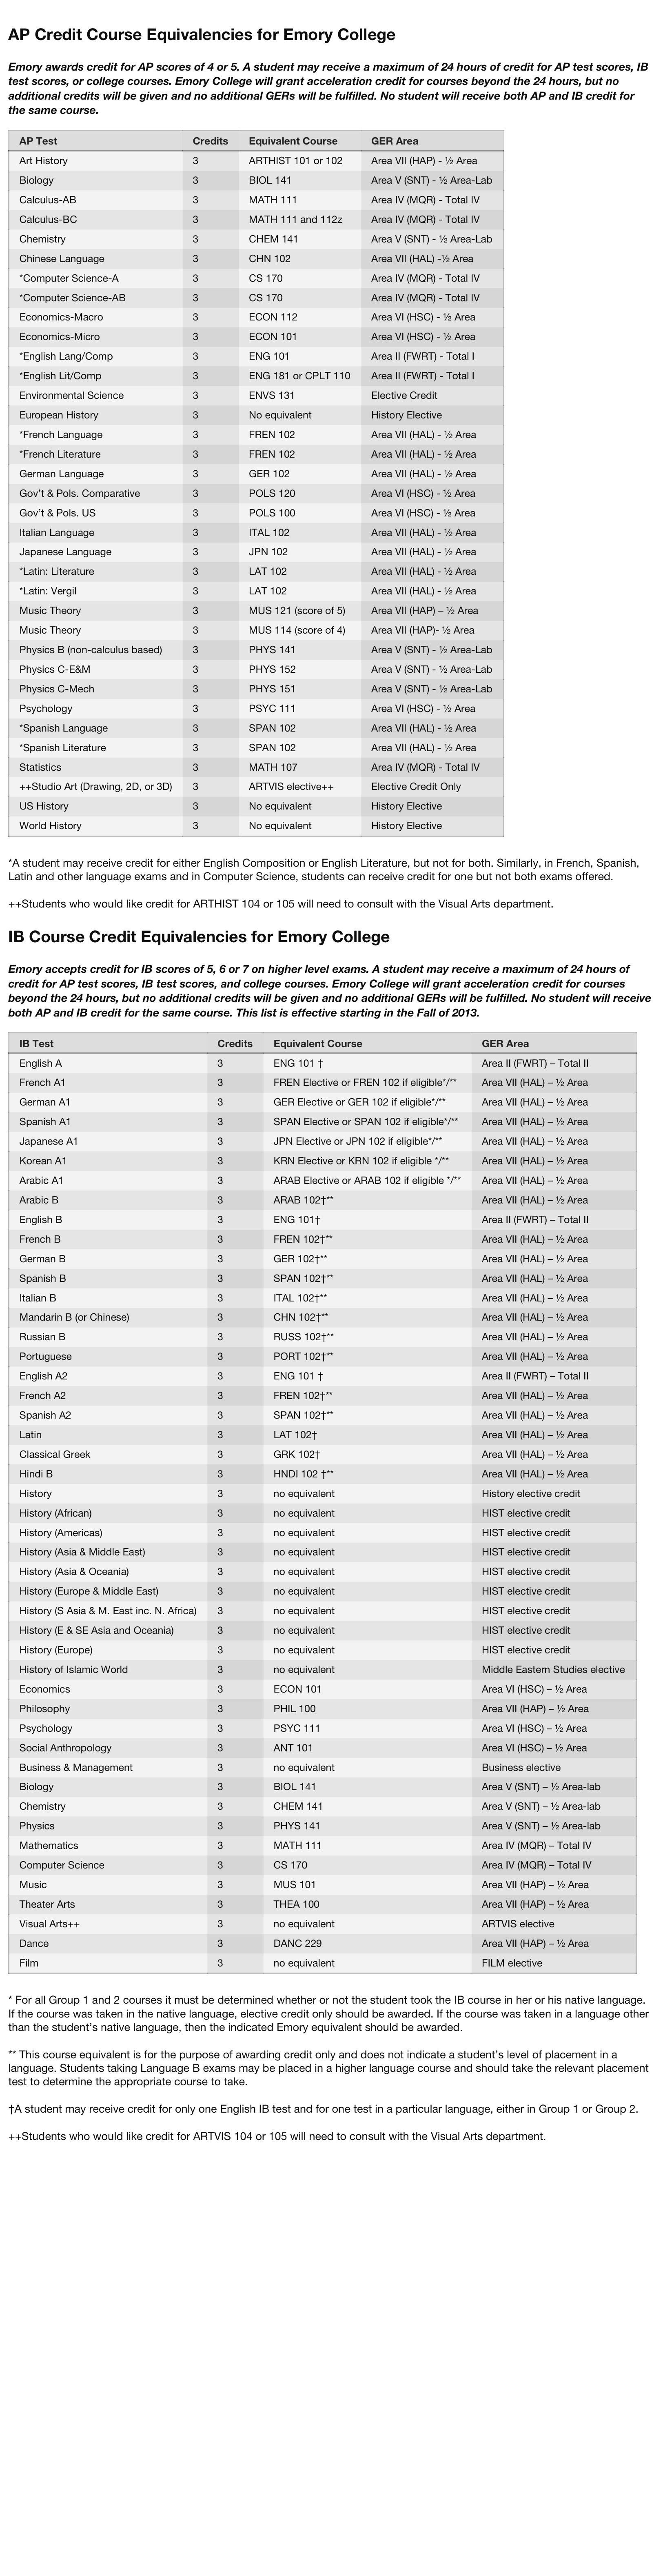 AP Credit Course Equivalencies for Emory College
Emory awards credit for AP scores of 4 or 5. A student may receive a maximum of 24 hours of credit for AP test scores, IB
test scores, or college courses. Emory College will grant acceleration credit for courses beyond the 24 hours, but no
additional credits will be given and no additional GERs will be fulfilled. No student will receive both AP and IB credit for
the same course.
AP Test Credits Equivalent Course GER Area
Art History 3 ARTHIST 101 or 102 Area VII (HAP) - ½ Area
Biology 3 BIOL 141 Area V (SNT) - ½ Area-Lab
Calculus-AB 3 MATH 111 Area IV (MQR) - Total IV
Calculus-BC 3 MATH 111 and 112z Area IV (MQR) - Total IV
Chemistry 3 CHEM 141 Area V (SNT) - ½ Area-Lab
Chinese Language 3 CHN 102 Area VII (HAL) -½ Area
*Computer Science-A 3 CS 170 Area IV (MQR) - Total IV
*Computer Science-AB 3 CS 170 Area IV (MQR) - Total IV
Economics-Macro 3 ECON 112 Area VI (HSC) - ½ Area
Economics-Micro 3 ECON 101 Area VI (HSC) - ½ Area
*English Lang/Comp 3 ENG 101 Area II (FWRT) - Total I
*English Lit/Comp 3 ENG 181 or CPLT 110 Area II (FWRT) - Total I
Environmental Science 3 ENVS 131 Elective Credit
European History 3 No equivalent History Elective
*French Language 3 FREN 102 Area VII (HAL) - ½ Area
*French Literature 3 FREN 102 Area VII (HAL) - ½ Area
German Language 3 GER 102 Area VII (HAL) - ½ Area
Gov't & Pols. Comparative 3 POLS 120 Area VI (HSC) - ½ Area
Gov't & Pols. US 3 POLS 100 Area VI (HSC) - ½ Area
Italian Language 3 ITAL 102 Area VII (HAL) - ½ Area
Japanese Language 3 JPN 102 Area VII (HAL) - ½ Area
*Latin: Literature 3 LAT 102 Area VII (HAL) - ½ Area
*Latin: Vergil 3 LAT 102 Area VII (HAL) - ½ Area
Music Theory 3 MUS 121 (score of 5) Area VII (HAP) – ½ Area
Music Theory 3 MUS 114 (score of 4) Area VII (HAP)- ½ Area
Physics B (non-calculus based) 3 PHYS 141 Area V (SNT) - ½ Area-Lab
Physics C-E&M 3 PHYS 152 Area V (SNT) - ½ Area-Lab
Physics C-Mech 3 PHYS 151 Area V (SNT) - ½ Area-Lab
Psychology 3 PSYC 111 Area VI (HSC) - ½ Area
*Spanish Language 3 SPAN 102 Area VII (HAL) - ½ Area
*Spanish Literature 3 SPAN 102 Area VII (HAL) - ½ Area
Statistics 3 MATH 107 Area IV (MQR) - Total IV
++Studio Art (Drawing, 2D, or 3D) 3 ARTVIS elective++ Elective Credit Only
US History 3 No equivalent History Elective
World History 3 No equivalent History Elective
*A student may receive credit for either English Composition or English Literature, but not for both. Similarly, in French, Spanish,
Latin and other language exams and in Computer Science, students can receive credit for one but not both exams offered.
++Students who would like credit for ARTHIST 104 or 105 will need to consult with the Visual Arts department.
IB Course Credit Equivalencies for Emory College
Emory accepts credit for IB scores of 5, 6 or 7 on higher level exams. A student may receive a maximum of 24 hours of
credit for AP test scores, IB test scores, and college courses. Emory College will grant acceleration credit for courses
beyond the 24 hours, but no additional credits will be given and no additional GERs will be fulfilled. No student will receive
both AP and IB credit for the same course. This list is effective starting in the Fall of 2013.
IB Test Credits Equivalent Course GER Area
English A 3 ENG 101 † Area II (FWRT) – Total II
French A1 3 FREN Elective or FREN 102 if eligible*/** Area VII (HAL) – ½ Area
German A1 3 GER Elective or GER 102 if eligible*/** Area VII (HAL) – ½ Area
Spanish A1 3 SPAN Elective or SPAN 102 if eligible*/** Area VII (HAL) – ½ Area
Japanese A1 3 JPN Elective or JPN 102 if eligible*/** Area VII (HAL) – ½ Area
Korean A1 3 KRN Elective or KRN 102 if eligible */** Area VII (HAL) – ½ Area
Arabic A1 3 ARAB Elective or ARAB 102 if eligible */** Area VII (HAL) – ½ Area
Arabic B 3 ARAB 102†** Area VII (HAL) – ½ Area
English B 3 ENG 101† Area II (FWRT) – Total II
French B 3 FREN 102†** Area VII (HAL) – ½ Area
German B 3 GER 102†** Area VII (HAL) – ½ Area
Spanish B 3 SPAN 102†** Area VII (HAL) – ½ Area
Italian B 3 ITAL 102†** Area VII (HAL) – ½ Area
Mandarin B (or Chinese) 3 CHN 102†** Area VII (HAL) – ½ Area
Russian B 3 RUSS 102†** Area VII (HAL) – ½ Area
Portuguese 3 PORT 102†** Area VII (HAL) – ½ Area
English A2 3 ENG 101 † Area II (FWRT) – Total II
French A2 3 FREN 102†** Area VII (HAL) – ½ Area
Spanish A2 3 SPAN 102†** Area VII (HAL) – ½ Area
Latin 3 LAT 102† Area VII (HAL) – ½ Area
Classical Greek 3 GRK 102† Area VII (HAL) – ½ Area
Hindi B 3 HNDI 102 †** Area VII (HAL) – ½ Area
History 3 no equivalent History elective credit
History (African) 3 no equivalent HIST elective credit
History (Americas) 3 no equivalent HIST elective credit
History (Asia & Middle East) 3 no equivalent HIST elective credit
History (Asia & Oceania) 3 no equivalent HIST elective credit
History (Europe & Middle East) 3 no equivalent HIST elective credit
History (S Asia & M. East inc. N. Africa) 3 no equivalent HIST elective credit
History (E & SE Asia and Oceania) 3 no equivalent HIST elective credit
History (Europe) 3 no equivalent HIST elective credit
History of Islamic World 3 no equivalent Middle Eastern Studies elective
Economics 3 ECON 101 Area VI (HSC) – ½ Area
Philosophy 3 PHIL 100 Area VII (HAP) – ½ Area
Psychology 3 PSYC 111 Area VI (HSC) – ½ Area
Social Anthropology 3 ANT 101 Area VI (HSC) – ½ Area
Business & Management 3 no equivalent Business elective
Biology 3 BIOL 141 Area V (SNT) – ½ Area-lab
Chemistry 3 CHEM 141 Area V (SNT) – ½ Area-lab
Physics 3 PHYS 141 Area V (SNT) – ½ Area-lab
Mathematics 3 MATH 111 Area IV (MQR) – Total IV
Computer Science 3 CS 170 Area IV (MQR) – Total IV
Music 3 MUS 101 Area VII (HAP) – ½ Area
Theater Arts 3 THEA 100 Area VII (HAP) – ½ Area
Visual Arts++ 3 no equivalent ARTVIS elective
Dance 3 DANC 229 Area VII (HAP) – ½ Area
Film 3 no equivalent FILM elective
* For all Group 1 and 2 courses it must be determined whether or not the student took the IB course in her or his native language.
If the course was taken in the native language, elective credit only should be awarded. If the course was taken in a language other
than the student's native language, then the indicated Emory equivalent should be awarded.
** This course equivalent is for the purpose of awarding credit only and does not indicate a student's level of placement in a
language. Students taking Language B exams may be placed in a higher language course and should take the relevant placement
test to determine the appropriate course to take.
†A student may receive credit for only one English IB test and for one test in a particular language, either in Group 1 or Group 2.
++Students who would like credit for ARTVIS 104 or 105 will need to consult with the Visual Arts department.